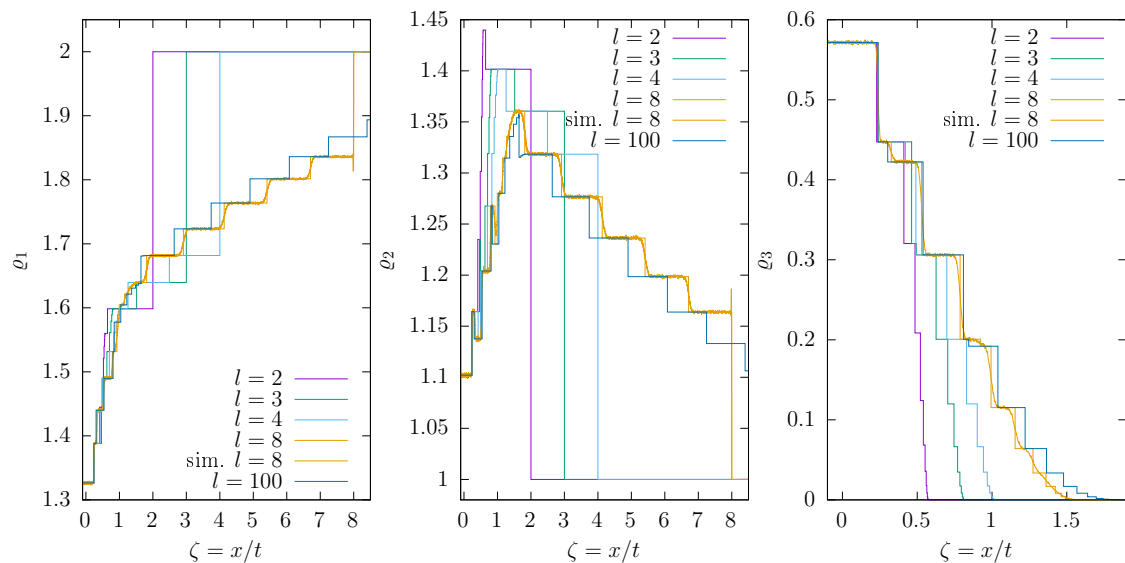 2
1.9
1.8
1.7
1.6
1.5
1.4
1.3
0 1 2 3 4 5 6 7 8
ϱ1
ζ = x/t
l = 2
l = 3
l = 4
l = 8
sim. l = 8
l = 100
1.45
1.4
1.35
1.3
1.25
1.2
1.15
1.1
1.05
1
0 1 2 3 4 5 6 7 8
ϱ2
ζ = x/t
l = 2
l = 3
l = 4
l = 8
sim. l = 8
l = 100
0.6
0.5
0.4
0.3
0.2
0.1
0
0 0.5 1 1.5
ϱ3
ζ = x/t
l = 2
l = 3
l = 4
l = 8
sim. l = 8
l = 100